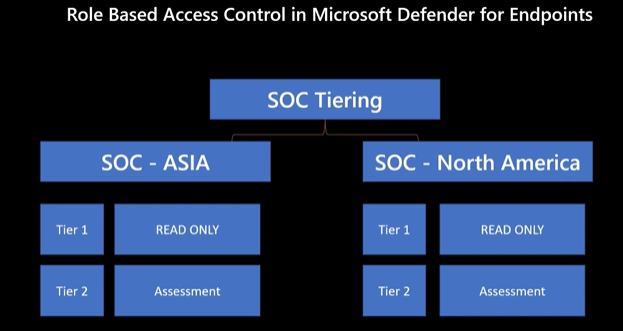 Role Based Access Control in Microsoft Defender for Endpoints
SOC Tiering
SOC - ASIA
SOC - North America
Tier 1
READ ONLY
Tier 1
READ ONLY
Tier 2
Assessment
Tier 2
Assessment